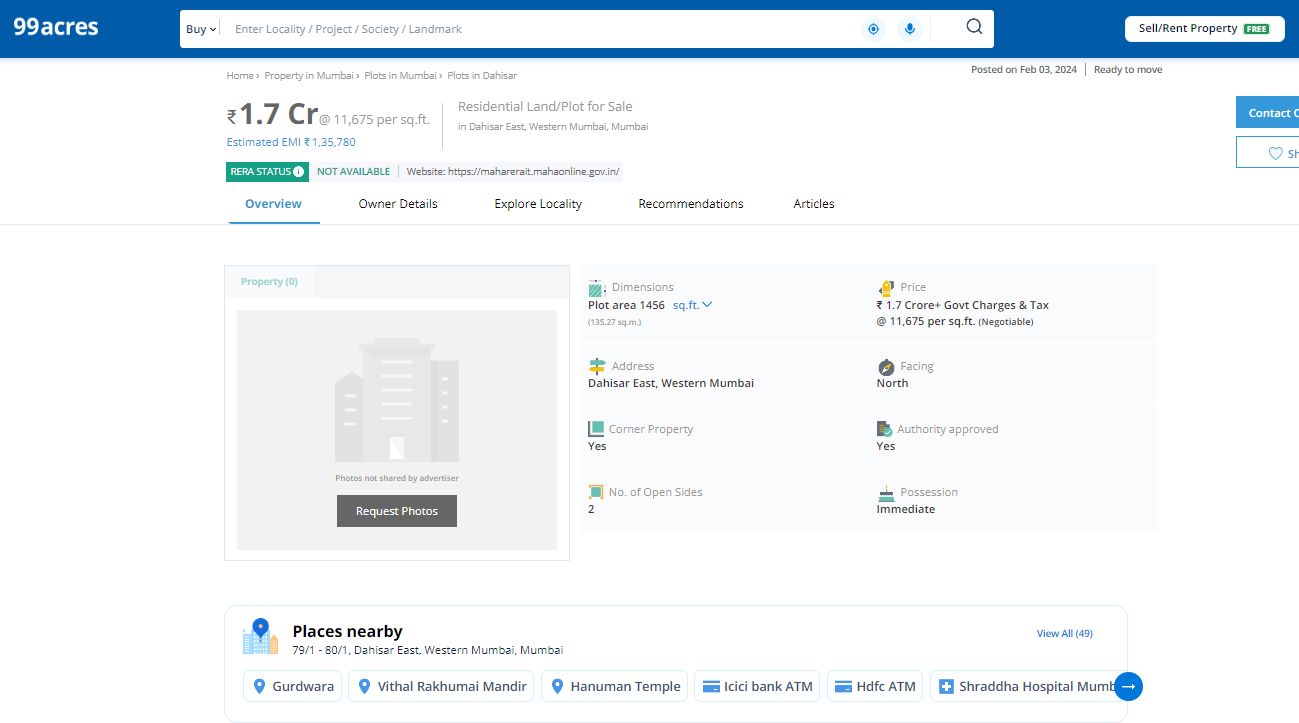 99acres
Buy Enter Locality / Project / Society / Landmark
Sell/Rent Property FREE
Home › Property in Mumbai › Plots in Mumbai › Plots in Dahisar
Posted on Feb 03, 2024 Ready to move
₹ 1.7 Cr @ 11,675 per sq.ft.
Estimated EMI ₹ 1,35,780
Residential Land/Plot for Sale
in Dahisar East, Western Mumbai, Mumbai
Contact
RERA STATUS NOT AVAILABLE Website: https://maharerait.mahaonline.gov.in/
Overview Owner Details Explore Locality Recommendations Articles
Property (0)
Photos not shared by advertiser
Request Photos
Dimensions
Plot area 1456 sq.ft.
(135.27 sq.m.)
Price
₹ 1.7 Crore+ Govt Charges & Tax
@ 11,675 per sq.ft. (Negotiable)
Address
Dahisar East, Western Mumbai
Facing
North
Corner Property
Yes
Authority approved
Yes
No. of Open Sides
2
Possession
Immediate
Places nearby
79/1 - 80/1, Dahisar East, Western Mumbai, Mumbai
View All (49)
Gurdwara Vithal Rakhumai Mandir Hanuman Temple Icici bank ATM Hdfc ATM Shraddha Hospital Mumb